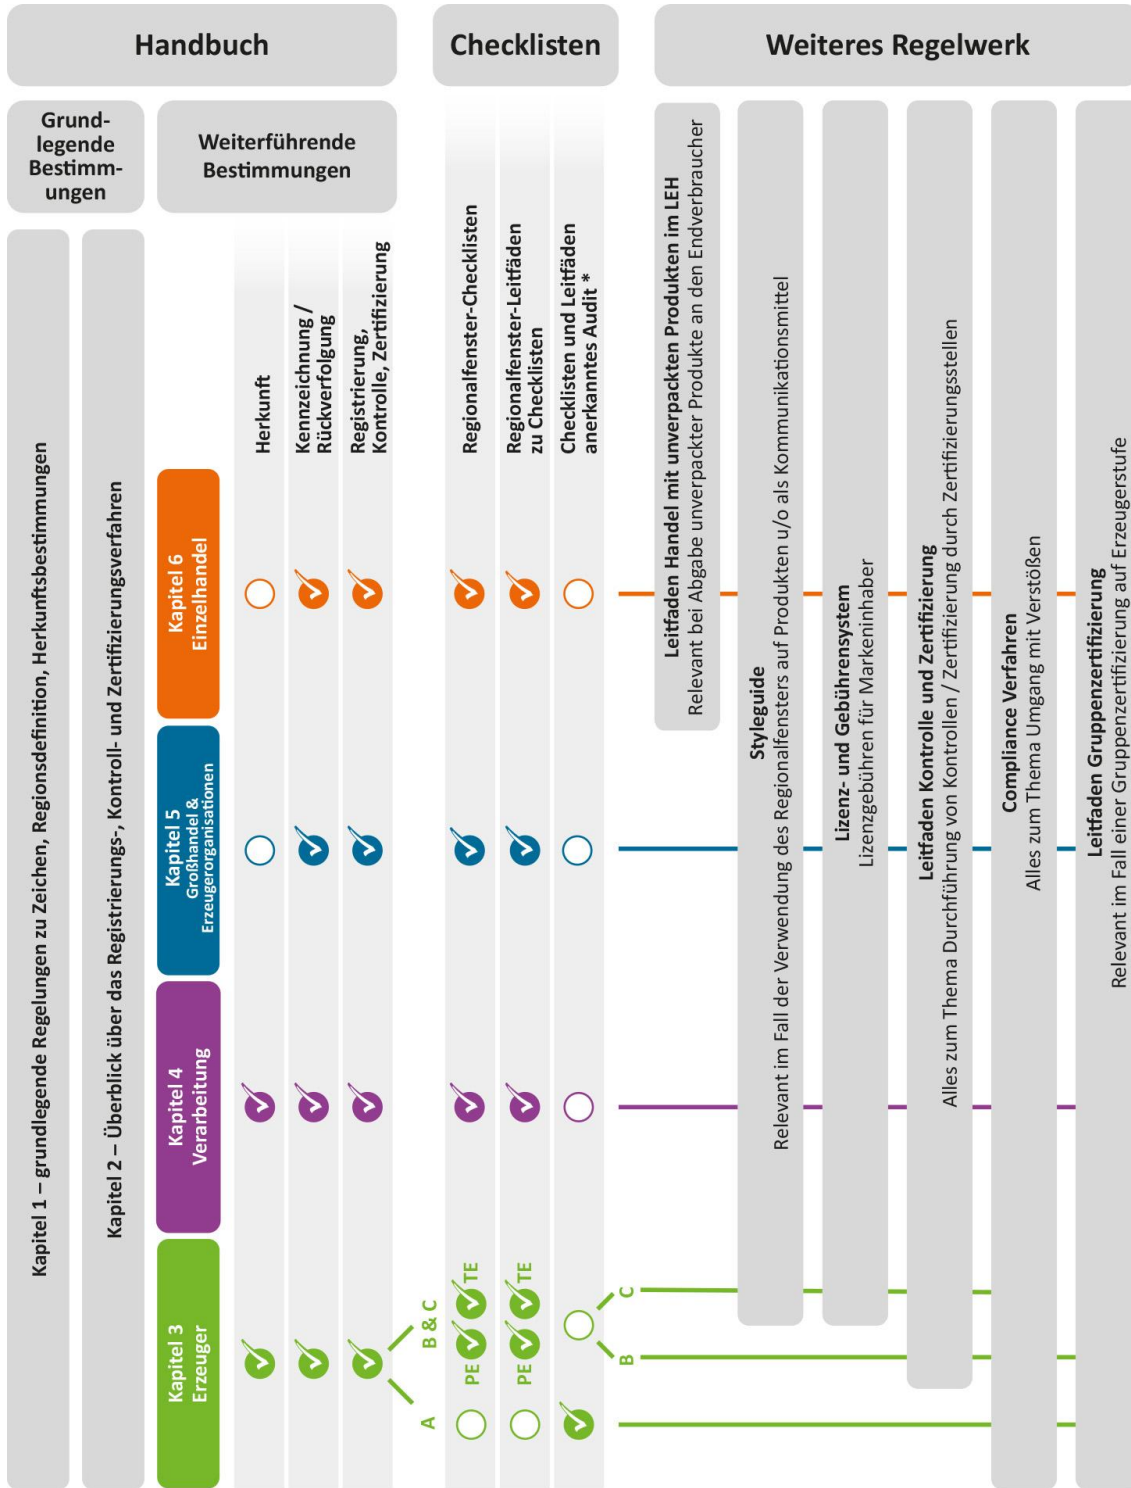 Handbuch
Checklisten
Weiteres Regelwerk
Grund-
legende
Bestimm-
ungen
Weiterführende
Bestimmungen
Kapitel 1 – grundlegende Regelungen zu Zeichen, Regionsdefinition, Herkunftsbestimmungen
Kapitel 2 – Überblick über das Registrierungs-, Kontroll- und Zertifizierungsverfahren
Kapitel 3
Erzeuger
Kapitel 4
Verarbeitung
Kapitel 5
Großhandel &
Erzeugerorganisationen
Kapitel 6
Einzelhandel
Herkunft
Kennzeichnung /
Rückverfolgung
Registrierung,
Kontrolle, Zertifizierung
A
B & C
Regionalfenster-Checklisten
PE
TE
Regionalfenster-Leitfäden
zu Checklisten
PE
TE
Checklisten und Leitfäden
anerkanntes Audit *
B
C
Leitfaden Handel mit unverpackten Produkten im LEH
Relevant bei Abgabe unverpackter Produkte an den Endverbraucher
Styleguide
Relevant im Fall der Verwendung des Regionalfensters auf Produkten u/o als Kommunikationsmittel
Lizenz- und Gebührensystem
Lizenzgebühren für Markeninhaber
Leitfaden Kontrolle und Zertifizierung
Alles zum Thema Durchführung von Kontrollen / Zertifizierung durch Zertifizierungsstellen
Compliance Verfahren
Alles zum Thema Umgang mit Verstößen
Leitfaden Gruppenzertifizierung
Relevant im Fall einer Gruppenzertifizierung auf Erzeugerstufe